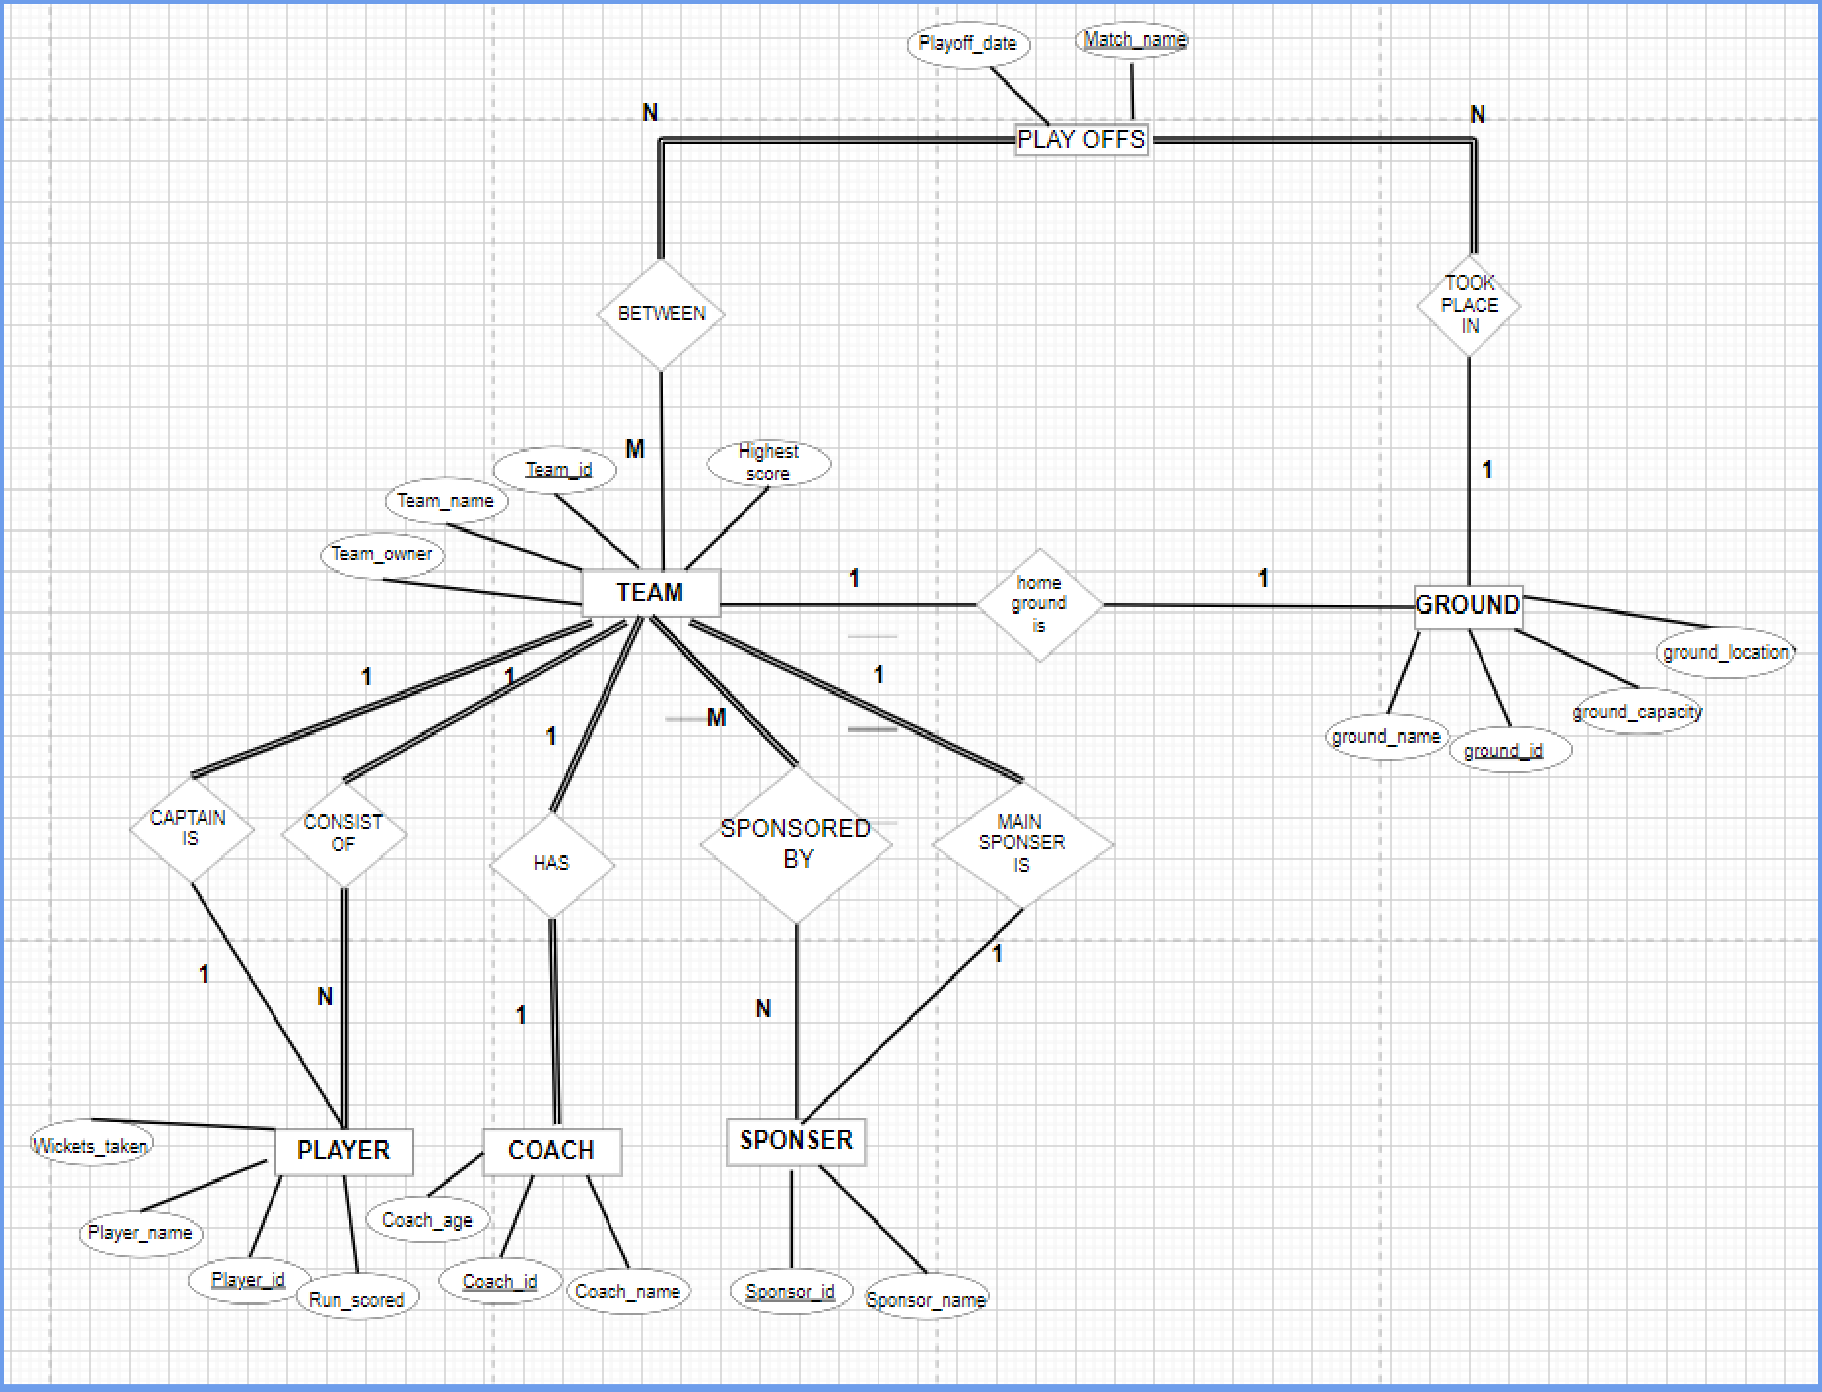 Playoff_date
Match_name
N
N
PLAY OFFS
BETWEEN
TOOK
PLACE
IN
M
1
Team_id
Highest
score
Team_name
Team_owner
TEAM
1
home
ground
is
1
GROUND
ground_location
ground_capacity
ground_name
ground_id
1
1
1
M
1
CAPTAIN
IS
CONSIST
OF
HAS
SPONSORED
BY
MAIN
SPONSER
IS
1
N
1
N
1
PLAYER
COACH
SPONSER
Wickets_taken
Player_name
Player_id
Run_scored
Coach_age
Coach_id
Coach_name
Sponsor_id
Sponsor_name